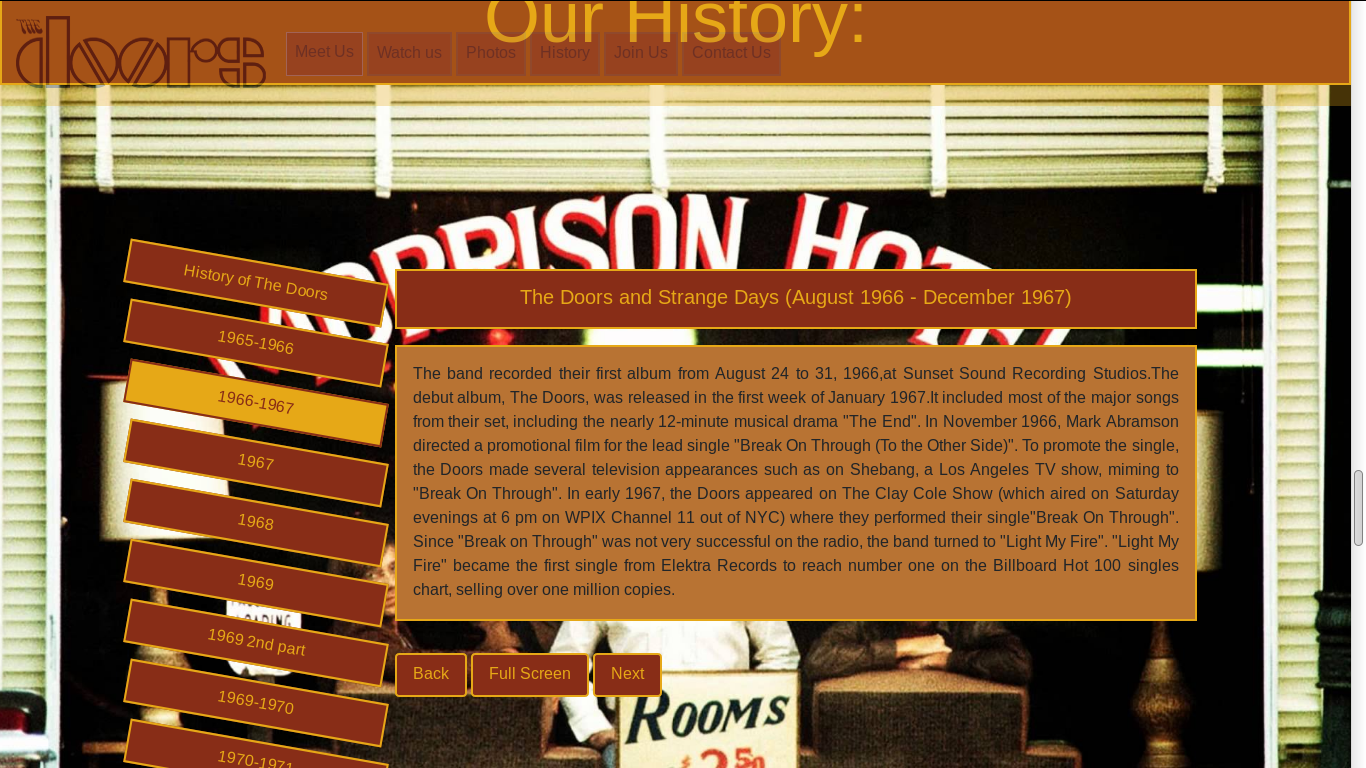 Our History:
THE
doors
Meet Us
Watch us
Photos
History
Join Us
Contact Us
MORRISON HOTEL
History of The Doors
1965-1966
1966-1967
1967
1968
1969
1969 2nd part
1969-1970
1970-1971
The Doors and Strange Days (August 1966 - December 1967)
The band recorded their first album from August 24 to 31, 1966,at Sunset Sound Recording Studios.The
debut album, The Doors, was released in the first week of January 1967.It included most of the major songs
from their set, including the nearly 12-minute musical drama "The End". In November 1966, Mark Abramson
directed a promotional film for the lead single "Break On Through (To the Other Side)". To promote the single,
the Doors made several television appearances such as on Shebang, a Los Angeles TV show, miming to
"Break On Through". In early 1967, the Doors appeared on The Clay Cole Show (which aired on Saturday
evenings at 6 pm on WPIX Channel 11 out of NYC) where they performed their single"Break On Through".
Since "Break on Through" was not very successful on the radio, the band turned to "Light My Fire". "Light My
Fire" became the first single from Elektra Records to reach number one on the Billboard Hot 100 singles
chart, selling over one million copies.
Back
Full Screen
Next
ROOMS
$2.50